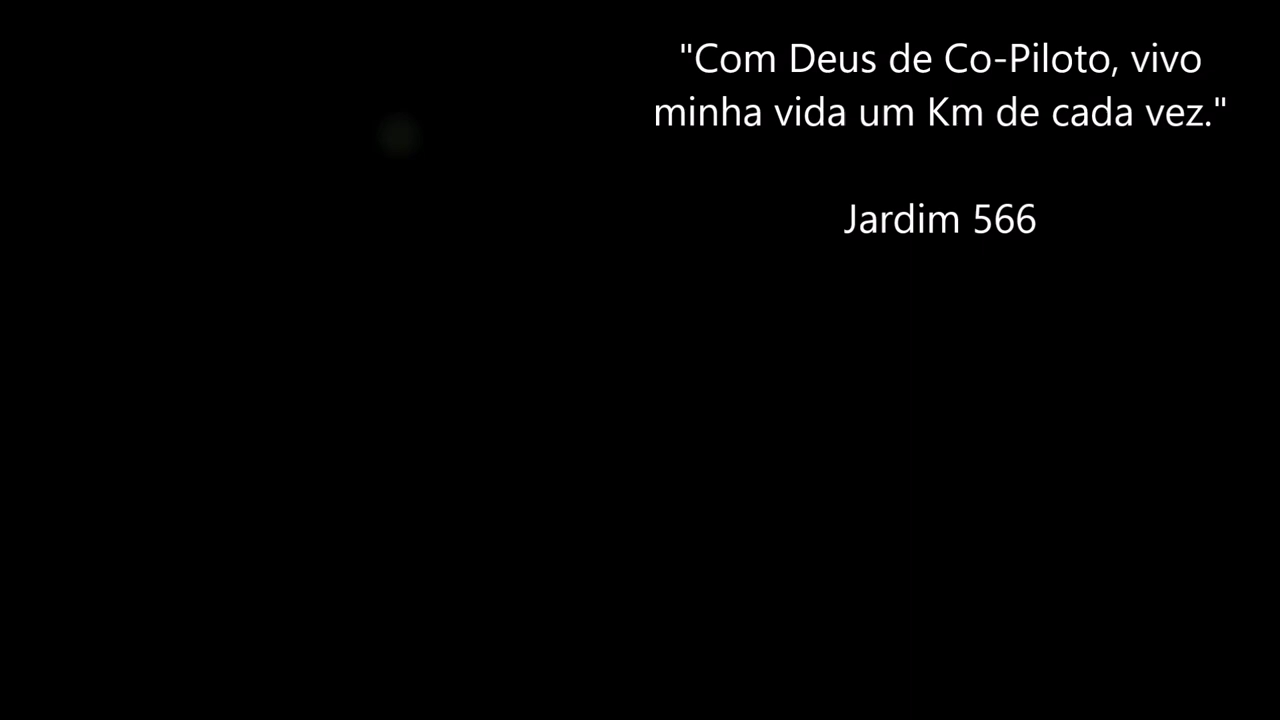 "Com Deus de Co-Piloto, vivo
minha vida um Km de cada vez."
Jardim 566